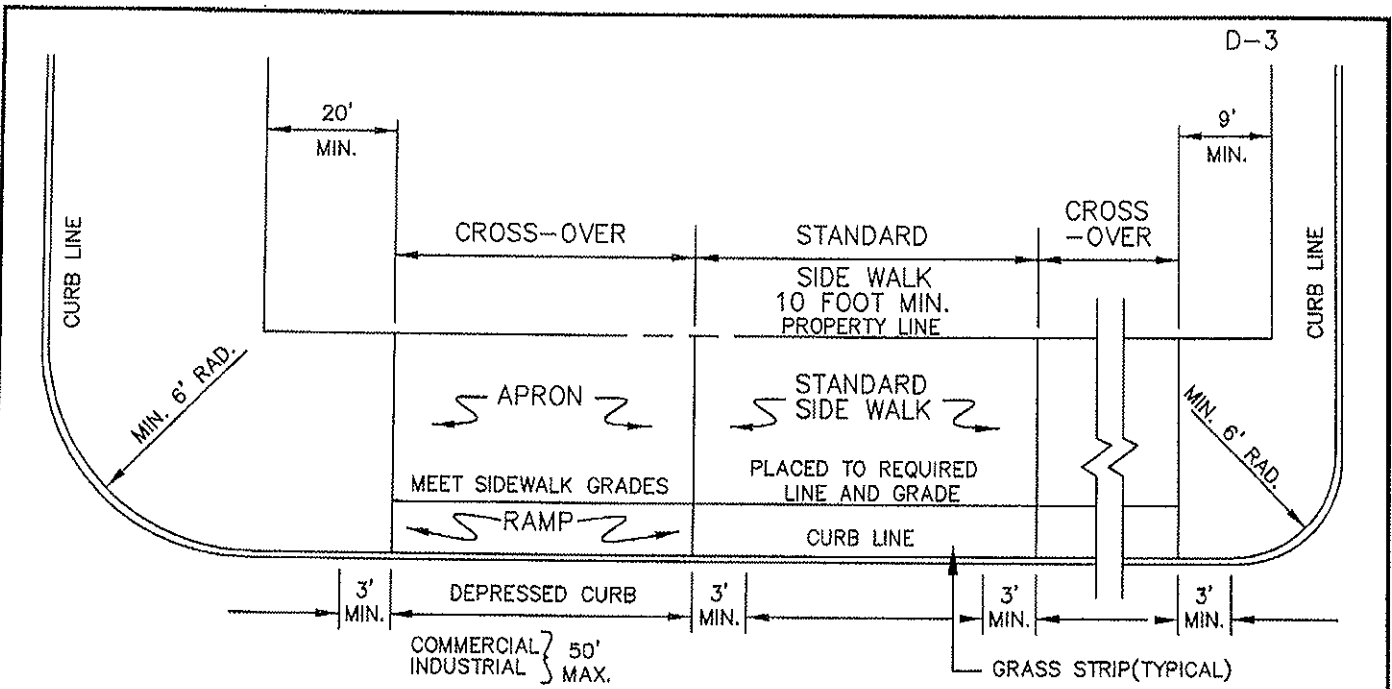 D-3
20'
MIN.
9'
MIN.
CURB LINE
CROSS-OVER
STANDARD
SIDE WALK
10 FOOT MIN.
PROPERTY LINE
CROSS
-OVER
CURB LINE
MIN. 6' RAD.
APRON
STANDARD
SIDE WALK
MIN. 6' RAD.
MEET SIDEWALK GRADES
PLACED TO REQUIRED
LINE AND GRADE
RAMP
CURB LINE
3'
MIN.
DEPRESSED CURB
3'
MIN.
3'
MIN.
3'
MIN.
COMMERCIAL } 50'
INDUSTRIAL } MAX.
GRASS STRIP(TYPICAL)